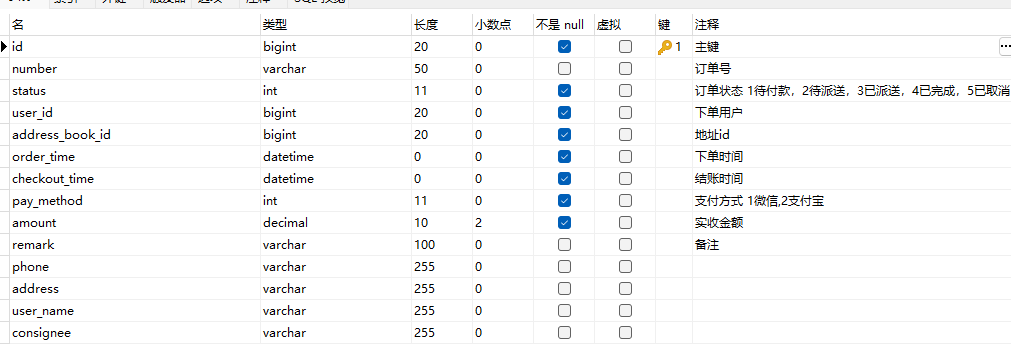 名 类型 长度 小数点 不是 null 虚拟 键 注释
id bigint 20 0 1 主键
number varchar 50 0 订单号
status int 11 0 订单状态 1待付款，2待派送，3已派送，4已完成，5已取消
user_id bigint 20 0 下单用户
address_book_id bigint 20 0 地址id
order_time datetime 0 0 下单时间
checkout_time datetime 0 0 结账时间
pay_method int 11 0 支付方式 1微信,2支付宝
amount decimal 10 2 实收金额
remark varchar 100 0 备注
phone varchar 255 0
address varchar 255 0
user_name varchar 255 0
consignee varchar 255 0